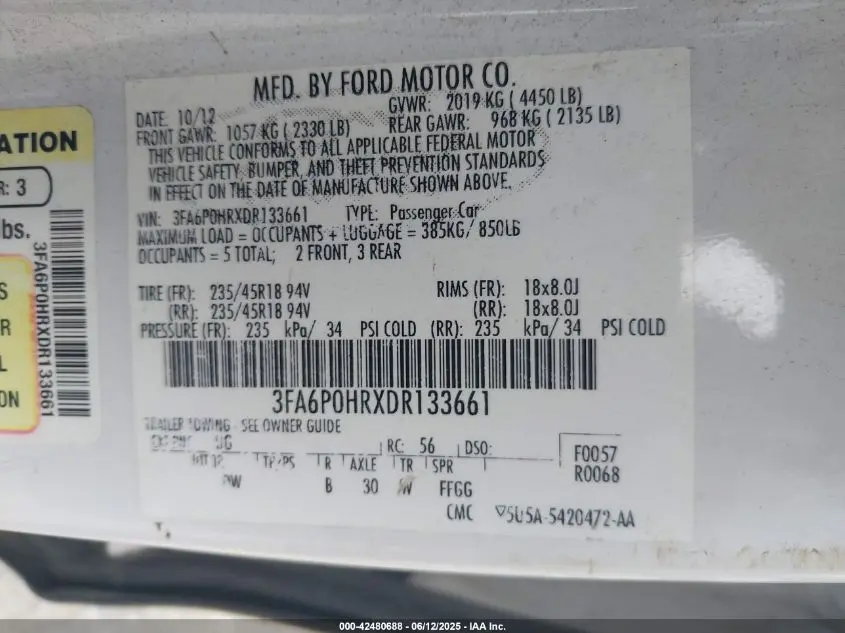 MFD. BY FORD MOTOR CO.
DATE: 10/12
GVWR: 2019 KG ( 4450 LB)
FRONT GAWR: 1057 KG ( 2330 LB)
REAR GAWR: 968 KG ( 2135 LB)
THIS VEHICLE CONFORMS TO ALL APPLICABLE FEDERAL MOTOR
VEHICLE SAFETY, BUMPER, AND THEFT PREVENTION STANDARDS
IN EFFECT ON THE DATE OF MANUFACTURE SHOWN ABOVE.
VIN: 3FA6P0HRXDR133661 TYPE: Passenger Car
MAXIMUM LOAD = OCCUPANTS + LUGGAGE = 385KG/ 850LB
OCCUPANTS = 5 TOTAL; 2 FRONT, 3 REAR
TIRE (FR): 235/45R18 94V RIMS (FR): 18x8.0J
(RR): 235/45R18 94V (RR): 18x8.0J
PRESSURE (FR): 235 kPa/ 34 PSI COLD (RR): 235 kPa/ 34 PSI COLD
3FA6P0HRXDR133661
TRAILER TOWING - SEE OWNER GUIDE
UG
RC: 56 DSO:
F0057
R0068
TP/PS R AXLE TR SPR
PW B 30 W FFGG
CMC ▽5U5A-5420472-AA
ATION
R: 3
lbs.
3FA6P0HRXDR133661
S
R
L
ON
000-42480688 - 06/12/2025 - IAA Inc.